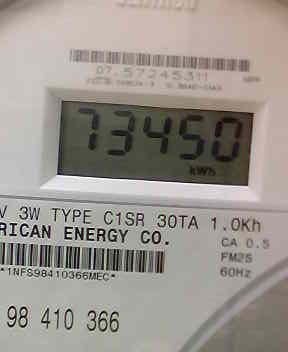 07.57245311
73450
kWh
V 3W TYPE C1SR 30TA 1.0Kh
RICAN ENERGY CO.
CA 0.5
FM2S
60Hz
*1NFS98410366MEC*
98 410 366